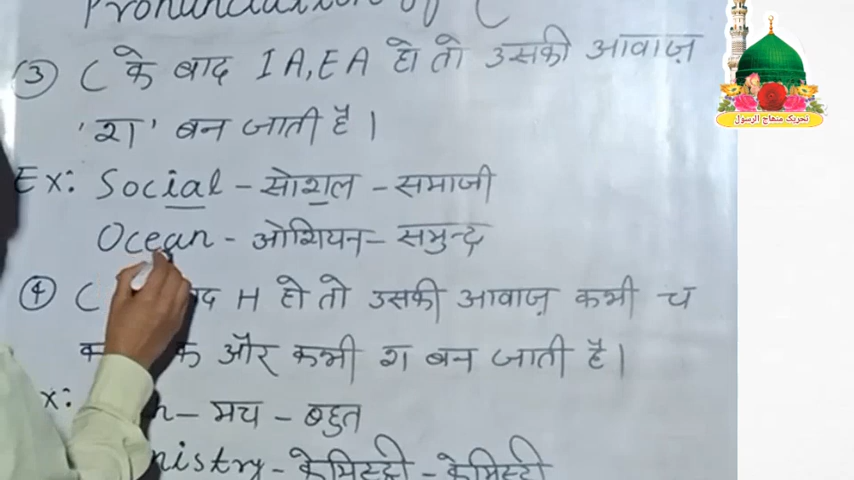 Pronunciation of C
(3) C के बाद IA, EA हो तो उसकी आवाज़
'श' बन जाती है।
Ex: Social - सोशल - समाजी
Ocean - ओशियन - समुन्द्र
(4) C H हो तो उसकी आवाज़ कभी च
और कभी श बन जाती है।
मच - बहुत
केमिस्ट्री - केमिस्ट्री
تحریک منھاج الرسول